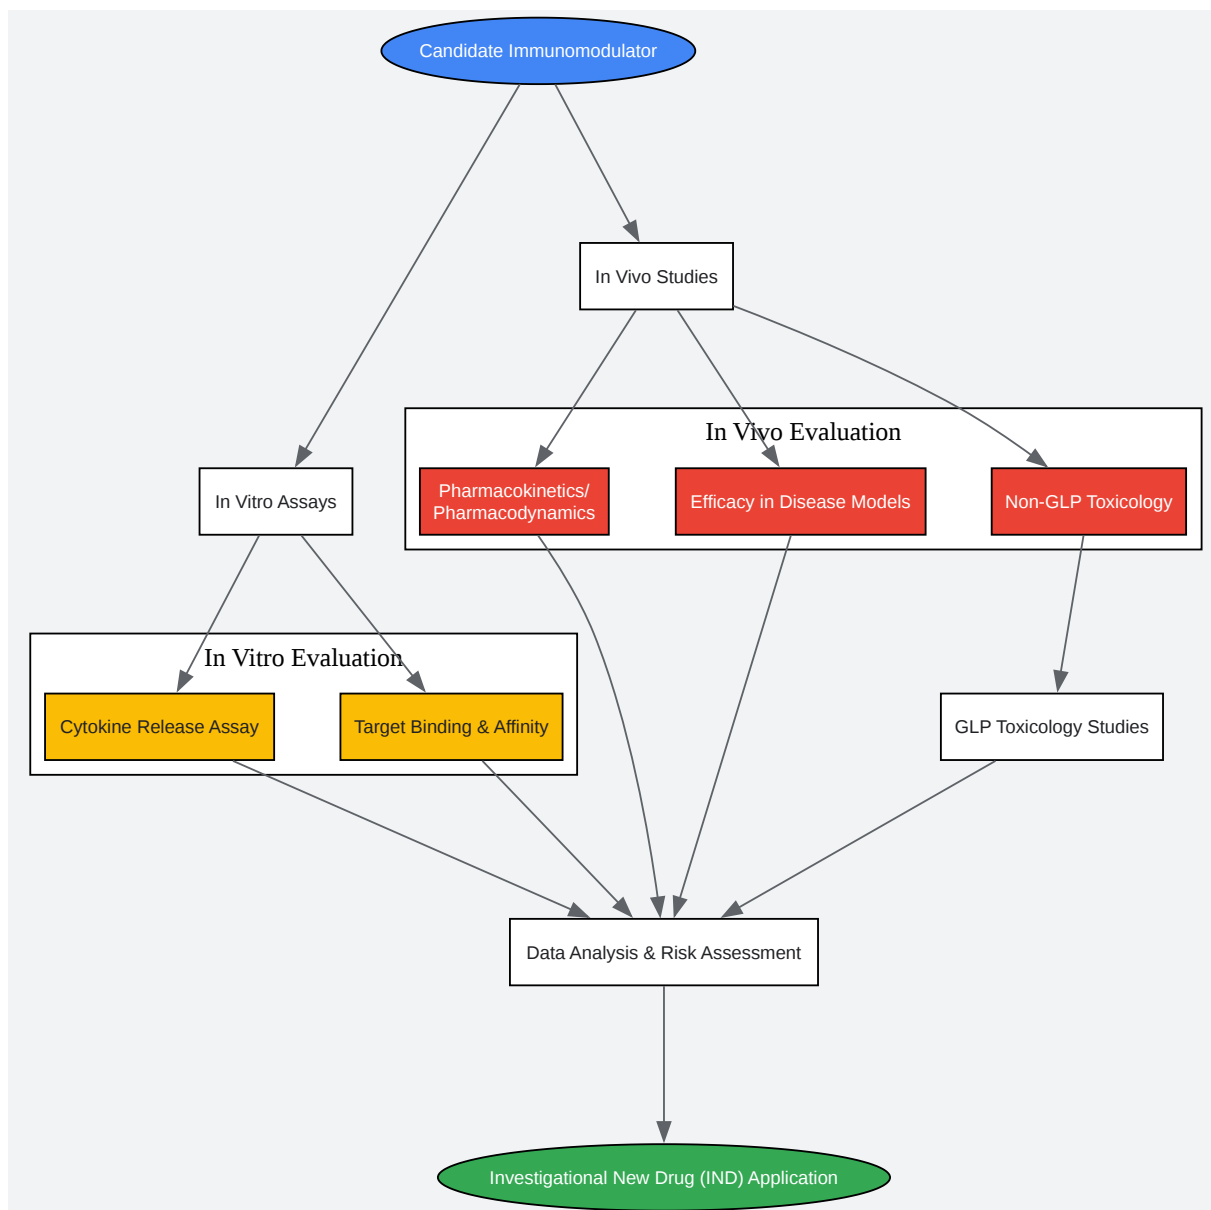 Candidate Immunomodulator
In Vivo Studies
In Vivo Evaluation
Pharmacokinetics/
Pharmacodynamics
Efficacy in Disease Models
Non-GLP Toxicology
In Vitro Assays
In Vitro Evaluation
Cytokine Release Assay
Target Binding & Affinity
GLP Toxicology Studies
Data Analysis & Risk Assessment
Investigational New Drug (IND) Application